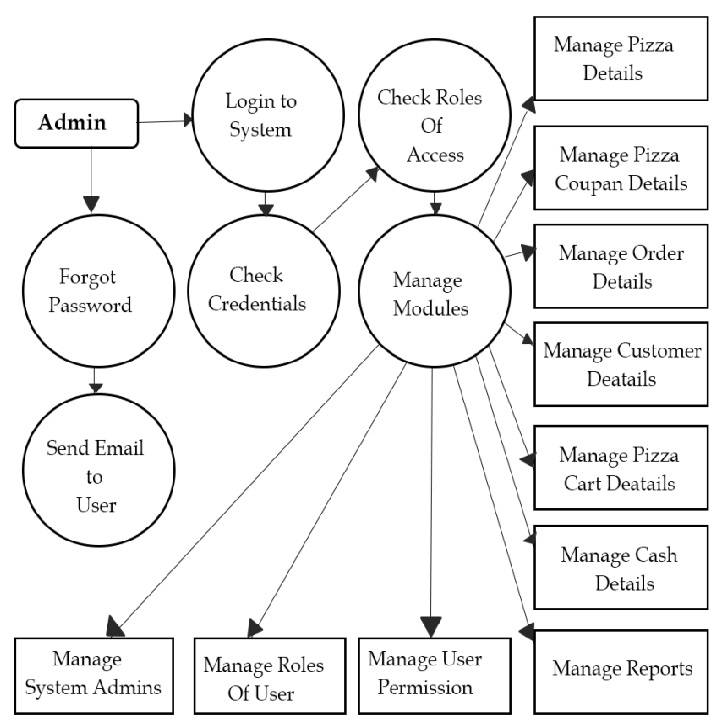 Admin
Login to
System
Check Roles
Of
Access
Manage Pizza
Details
Manage Pizza
Coupan Details
Forgot
Password
Check
Credentials
Manage
Modules
Manage Order
Details
Manage Customer
Deatails
Send Email
to
User
Manage Pizza
Cart Deatails
Manage Cash
Details
Manage
System Admins
Manage Roles
Of User
Manage User
Permission
Manage Reports